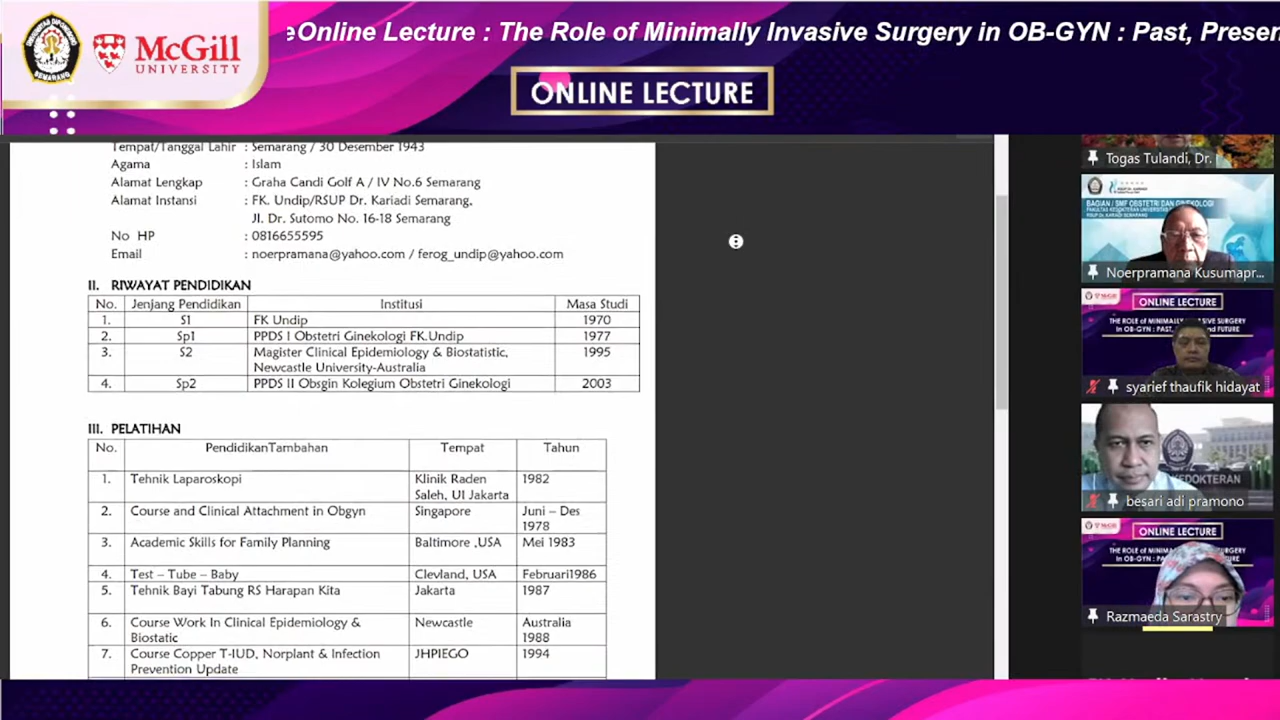 McGill
UNIVERSITY
eOnline Lecture : The Role of Minimally Invasive Surgery in OB-GYN : Past, Presen
ONLINE LECTURE
Tempat/Tanggal Lahir : Semarang / 30 Desember 1943
Agama : Islam
Alamat Lengkap : Graha Candi Golf A / IV No.6 Semarang
Alamat Instansi : FK. Undip/RSUP Dr. Kariadi Semarang,
Jl. Dr. Sutomo No. 16-18 Semarang
No HP : 0816655595
Email : noerpramana@yahoo.com / ferog_undip@yahoo.com
II. RIWAYAT PENDIDIKAN
No. Jenjang Pendidikan Institusi Masa Studi
1. S1 FK Undip 1970
2. Sp1 PPDS I Obstetri Ginekologi FK.Undip 1977
3. S2 Magister Clinical Epidemiology & Biostatistic, 1995
Newcastle University-Australia
4. Sp2 PPDS II Obsgin Kolegium Obstetri Ginekologi 2003
III. PELATIHAN
No. PendidikanTambahan Tempat Tahun
1. Tehnik Laparoskopi Klinik Raden 1982
Saleh, UI Jakarta
2. Course and Clinical Attachment in Obgyn Singapore Juni – Des
1978
3. Academic Skills for Family Planning Baltimore ,USA Mei 1983
4. Test – Tube – Baby Clevland, USA Februari1986
5. Tehnik Bayi Tabung RS Harapan Kita Jakarta 1987
6. Course Work In Clinical Epidemiology & Newcastle Australia
Biostatic 1988
7. Course Copper T-IUD, Norplant & Infection JHPIEGO 1994
Prevention Update
Togas Tulandi, Dr.
BAGIAN / SMF OBSTETRI DAN GINEKOLOGI
Noerpramana Kusumapr...
ONLINE LECTURE
syarief thaufik hidayat
KEDOKTERAN
besari adi pramono
ONLINE LECTURE
Razmaeda Sarastry